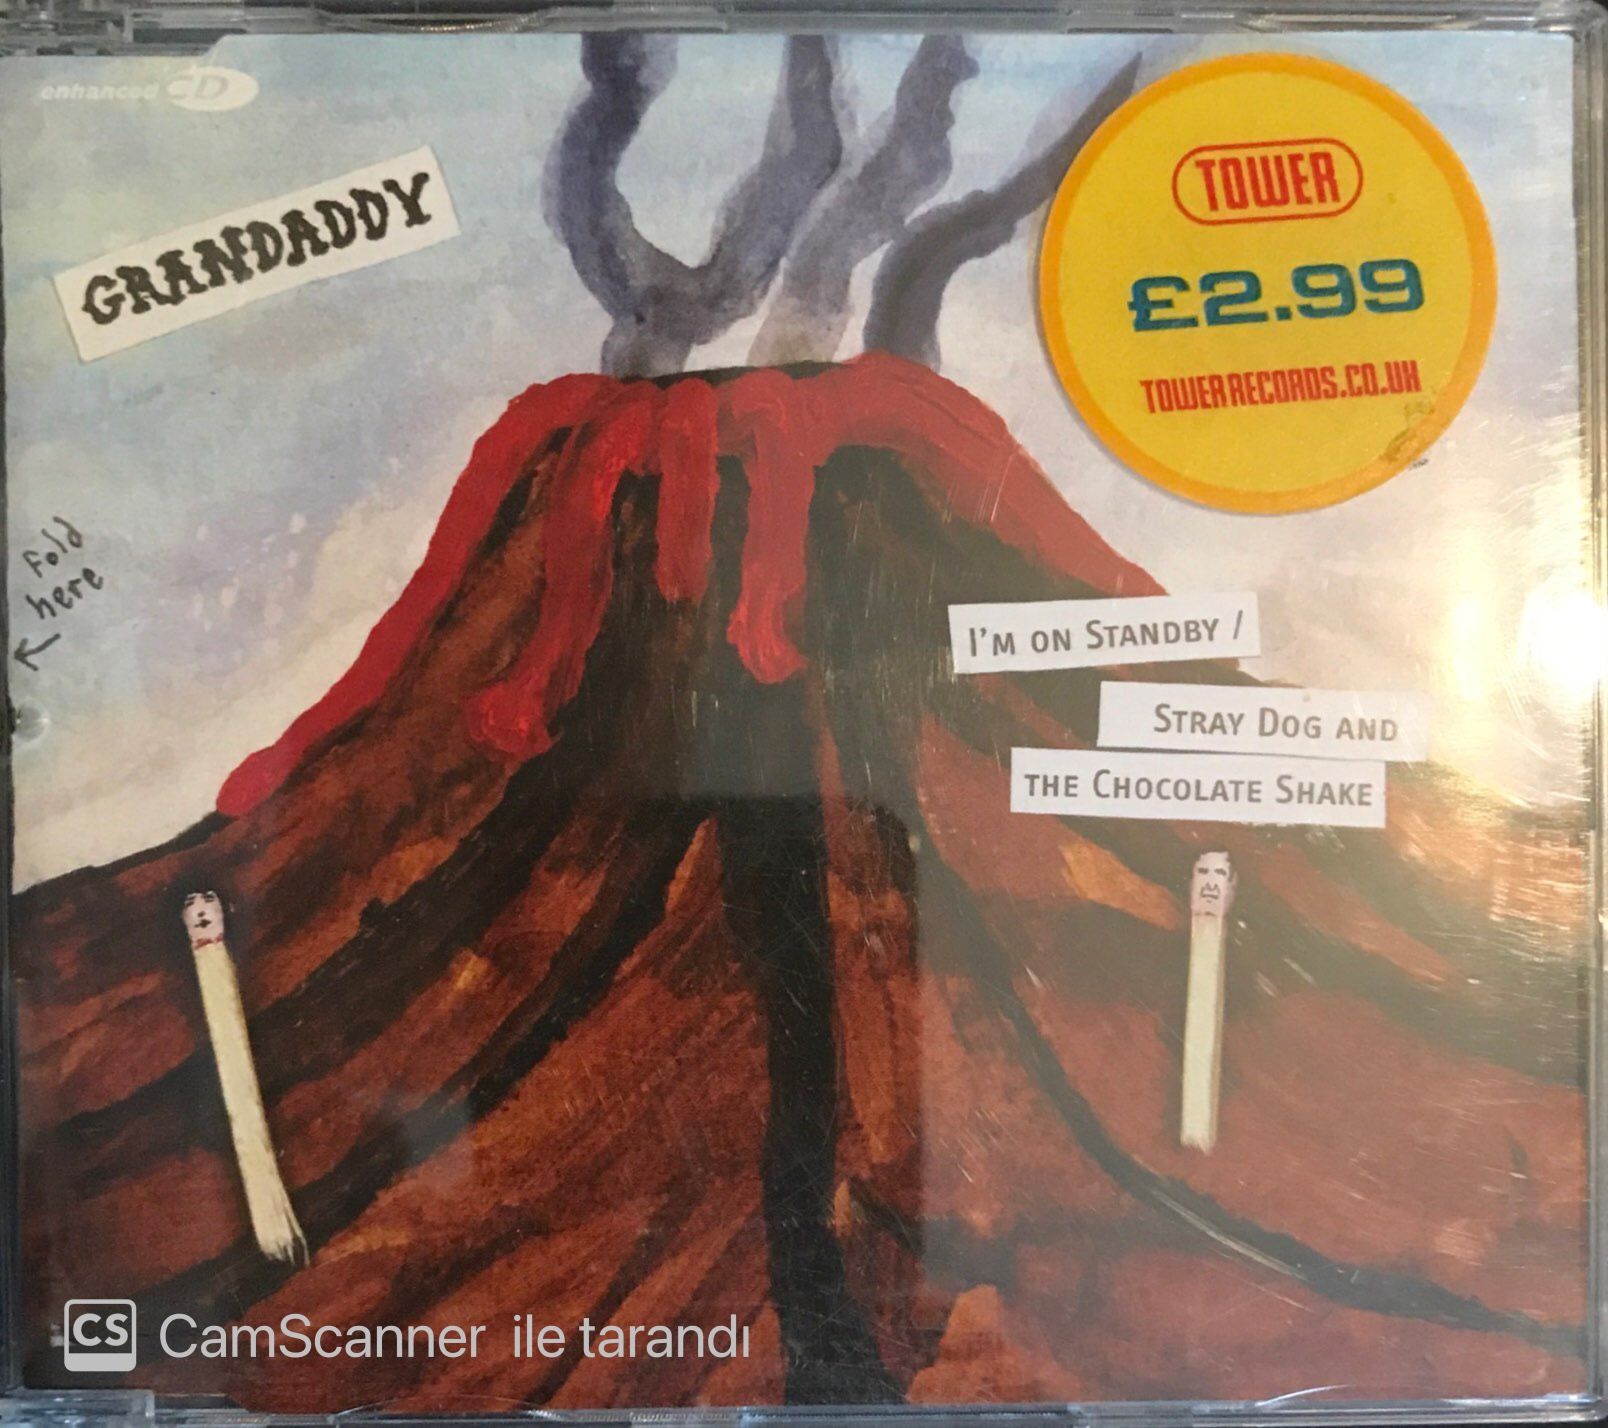 enhanced CD
GRANDADDY
TOWER
£2.99
TOWERRECORDS.CO.UK
Fold
here
I'M ON STANDBY /
STRAY DOG AND
THE CHOCOLATE SHAKE
CS CamScanner ile tarandı